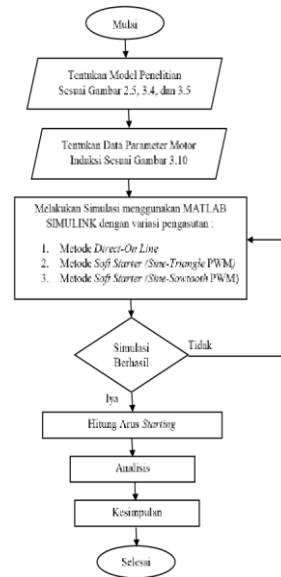 Mulai
Tentukan Model Penelitian
Sesuai Gambar 2.5, 3.4, dan 3.5
Tentukan Data Parameter Motor
Induksi Sesuai Gambar 3.10
Melakukan Simulasi menggunakan MATLAB
SIMULINK dengan variasi pengasutan :
1. Metode Direct-On Line
2. Metode Soft Starter (Sine-Triangle PWM)
3. Metode Soft Starter (Sine-Sawtooth PWM)
Simulasi
Berhasil
Tidak
Iya
Hitung Arus Starting
Analisis
Kesimpulan
Selesai